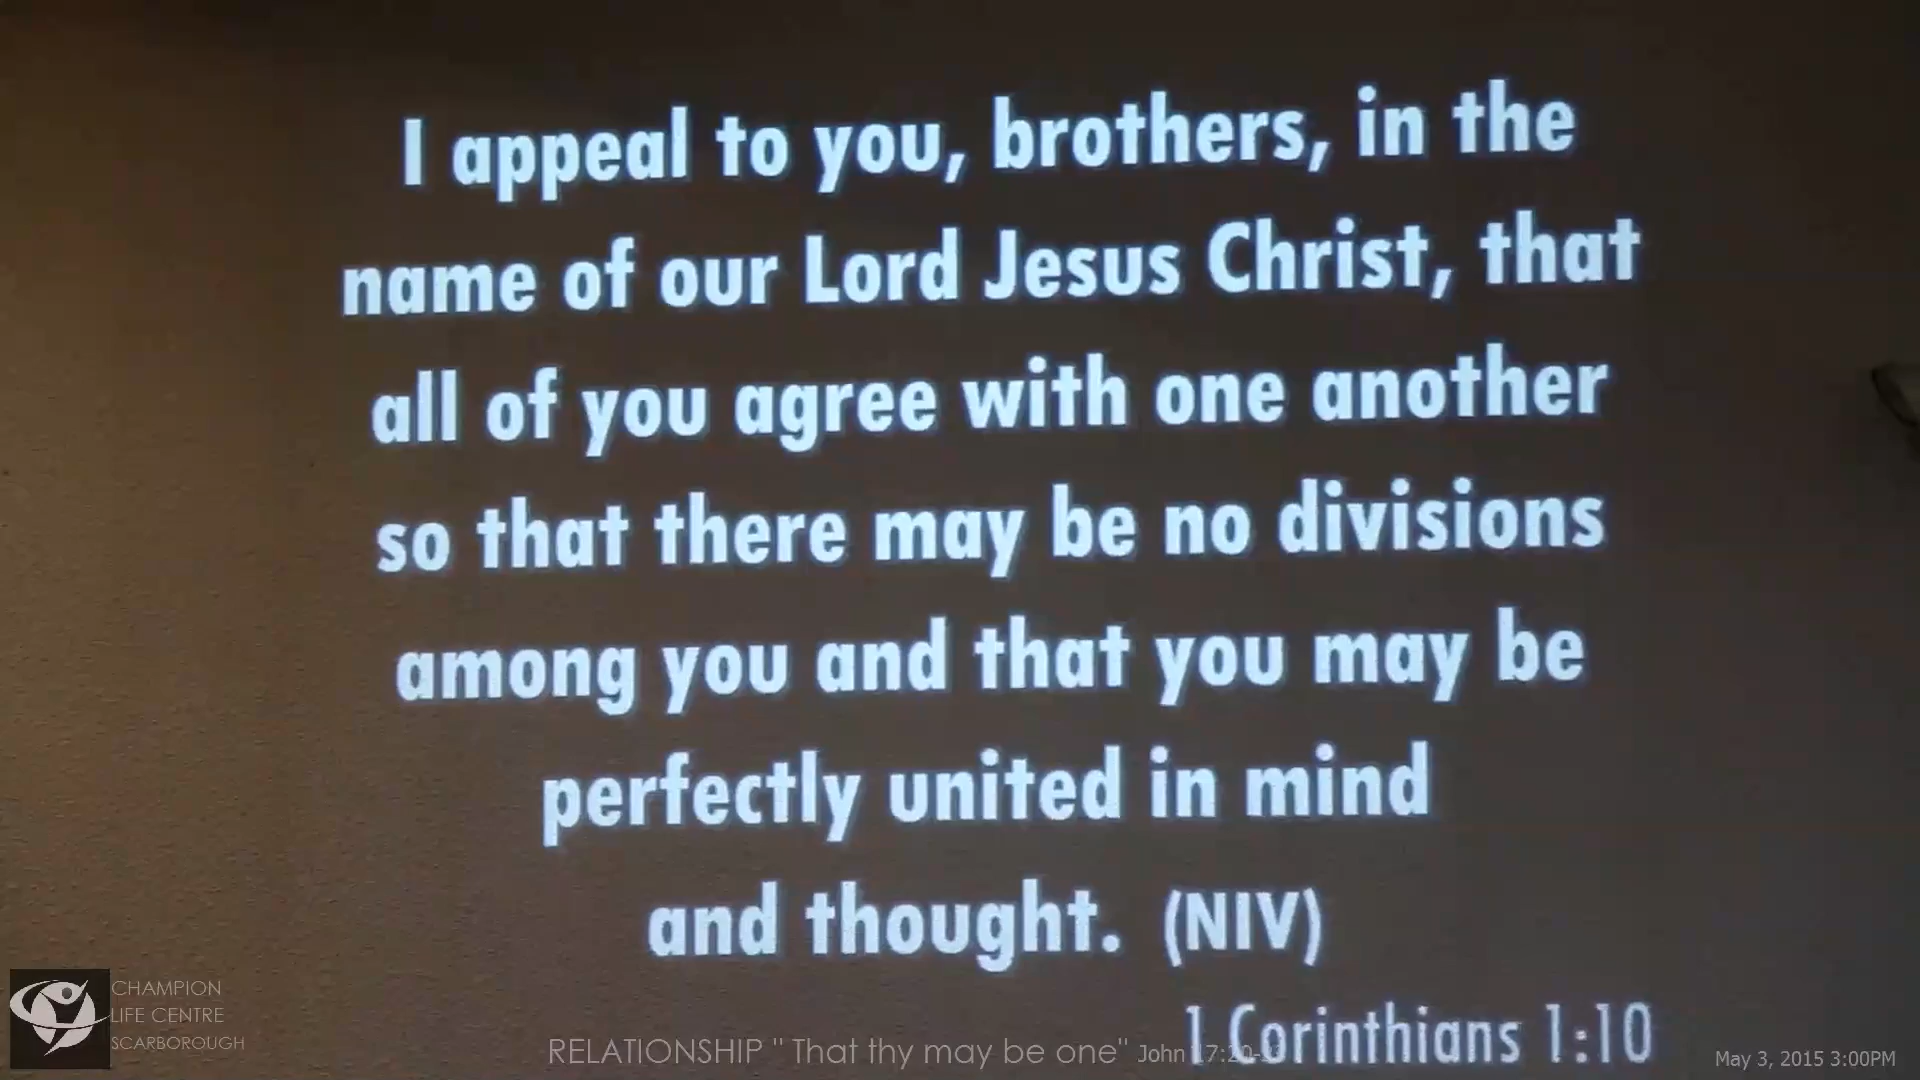 I appeal to you, brothers, in the
name of our Lord Jesus Christ, that
all of you agree with one another
so that there may be no divisions
among you and that you may be
perfectly united in mind
and thought. (NIV)
1 Corinthians 1:10
CHAMPION
LIFE CENTRE
SCARBOROUGH
RELATIONSHIP " That thy may be one" John 17:20-
May 3, 2015 3:00PM